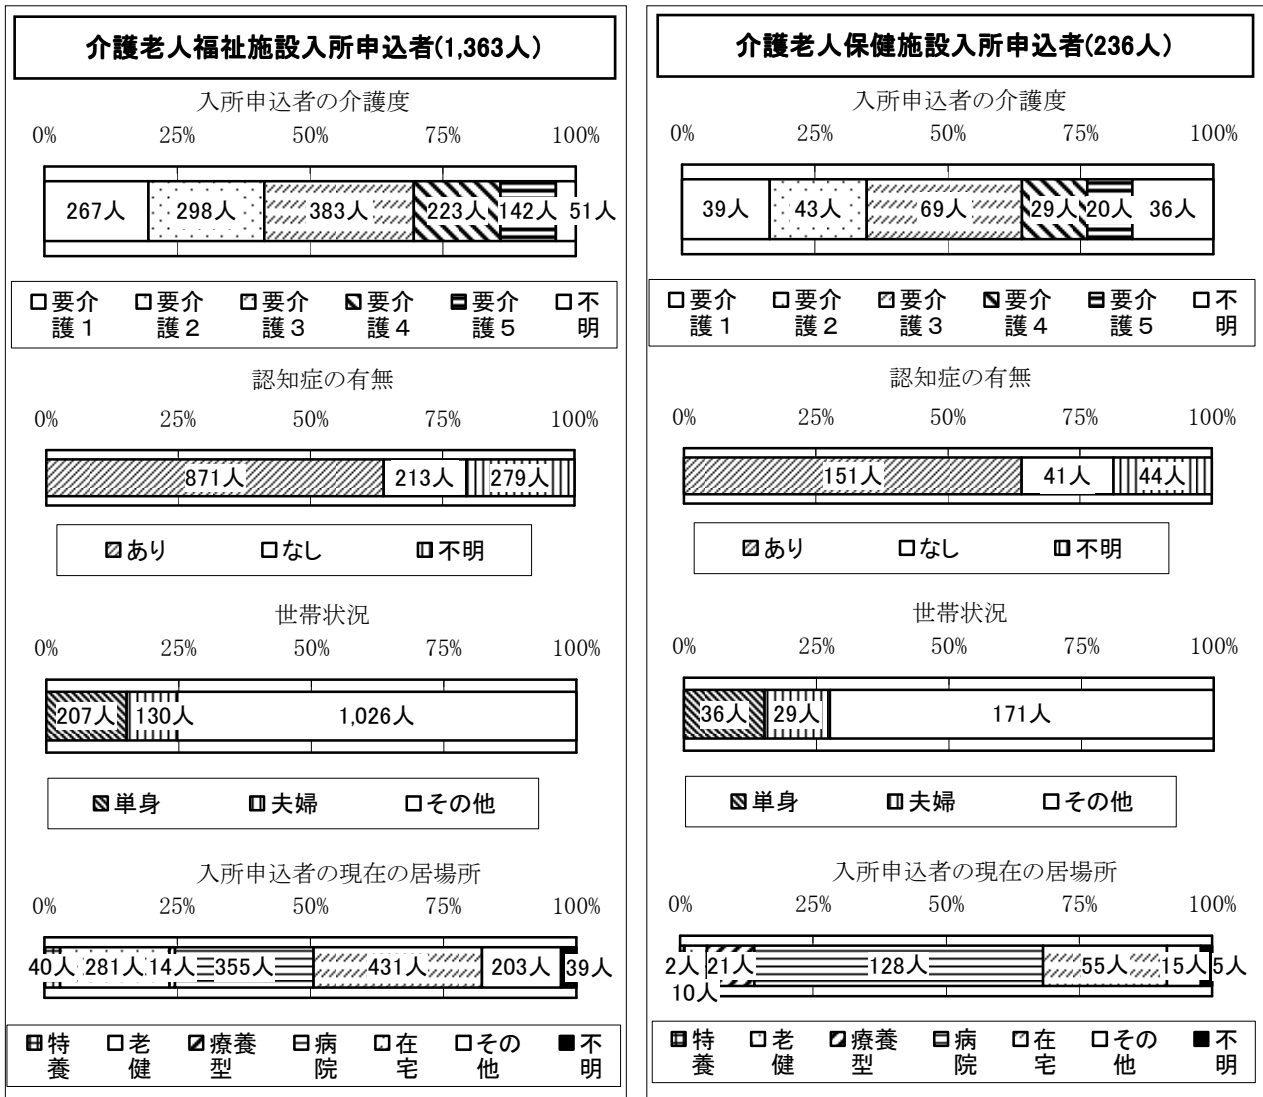 介護老人福祉施設入所申込者(1,363人)
入所申込者の介護度
0% 25% 50% 75% 100%
267人 298人 383人 223人 142人 51人
要介護1 要介護2 要介護3 要介護4 要介護5 不明
認知症の有無
0% 25% 50% 75% 100%
871人 213人 279人
あり なし 不明
世帯状況
0% 25% 50% 75% 100%
207人 130人 1,026人
単身 夫婦 その他
入所申込者の現在の居場所
0% 25% 50% 75% 100%
40人 281人 14人 355人 431人 203人 39人
特養 老健 療養型 病院 在宅 その他 不明
介護老人保健施設入所申込者(236人)
入所申込者の介護度
0% 25% 50% 75% 100%
39人 43人 69人 29人 20人 36人
要介護1 要介護2 要介護3 要介護4 要介護5 不明
認知症の有無
0% 25% 50% 75% 100%
151人 41人 44人
あり なし 不明
世帯状況
0% 25% 50% 75% 100%
36人 29人 171人
単身 夫婦 その他
入所申込者の現在の居場所
0% 25% 50% 75% 100%
2人 21人 128人 55人 15人 5人
10人
特養 老健 療養型 病院 在宅 その他 不明